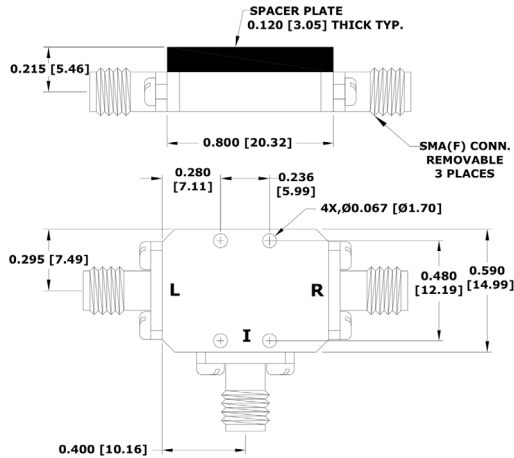 SPACER PLATE
0.120 [3.05] THICK TYP.
0.215 [5.46]
0.800 [20.32]
SMA(F) CONN.
REMOVABLE
3 PLACES
0.280
[7.11]
0.236
[5.99]
4X,Ø0.067 [Ø1.70]
0.295 [7.49]
L
R
I
0.480
[12.19]
0.590
[14.99]
0.400 [10.16]